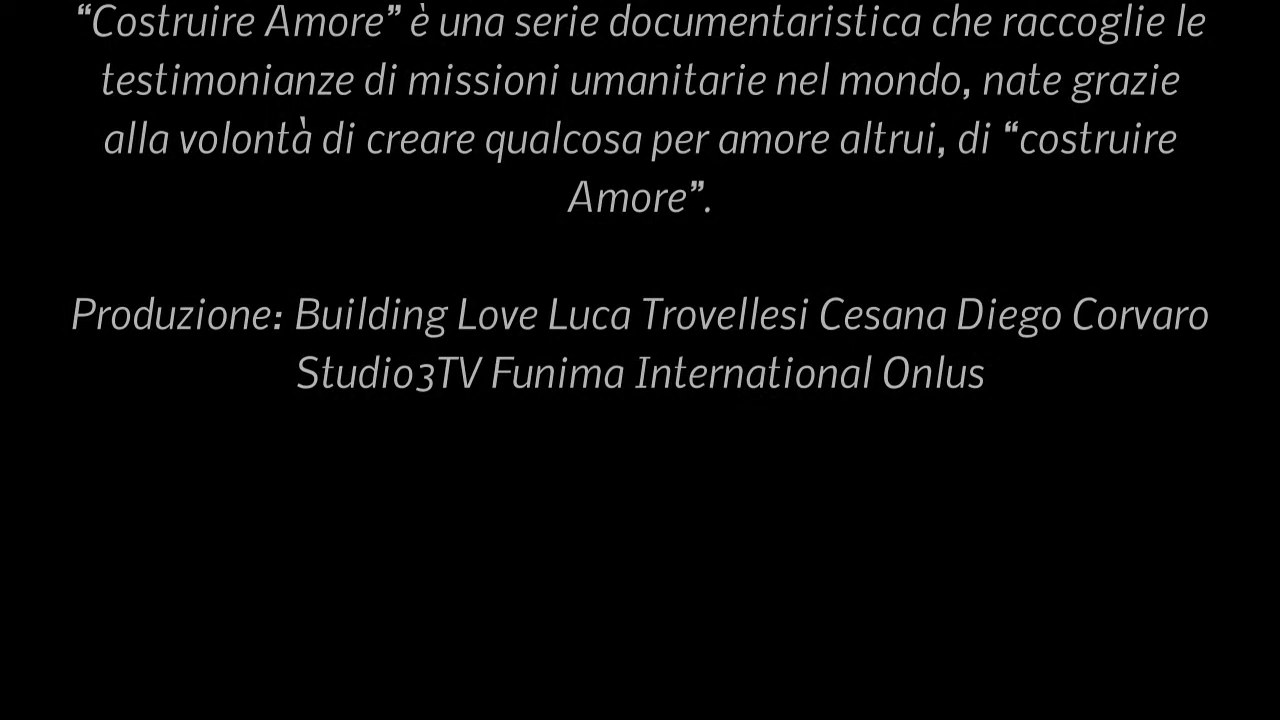 “Costruire Amore” è una serie documentaristica che raccoglie le
testimonianze di missioni umanitarie nel mondo, nate grazie
alla volontà di creare qualcosa per amore altrui, di “costruire
Amore”.
Produzione: Building Love Luca Trovellesi Cesana Diego Corvaro
Studio3TV Funima International Onlus